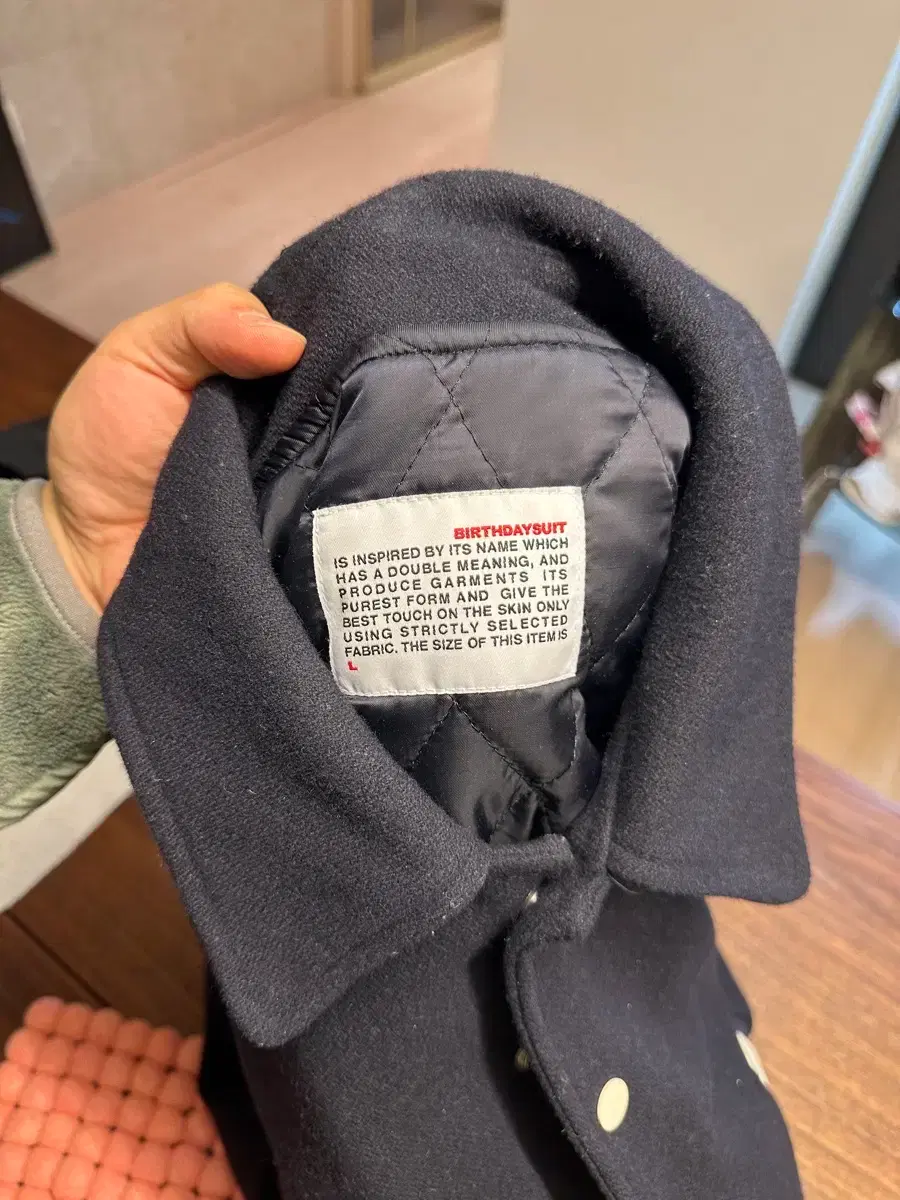 BIRTHDAYSUIT
IS INSPIRED BY ITS NAME WHICH
HAS A DOUBLE MEANING, AND
PRODUCE GARMENTS ITS
PUREST FORM AND GIVE THE
BEST TOUCH ON THE SKIN ONLY
USING STRICTLY SELECTED
FABRIC. THE SIZE OF THIS ITEM IS
L